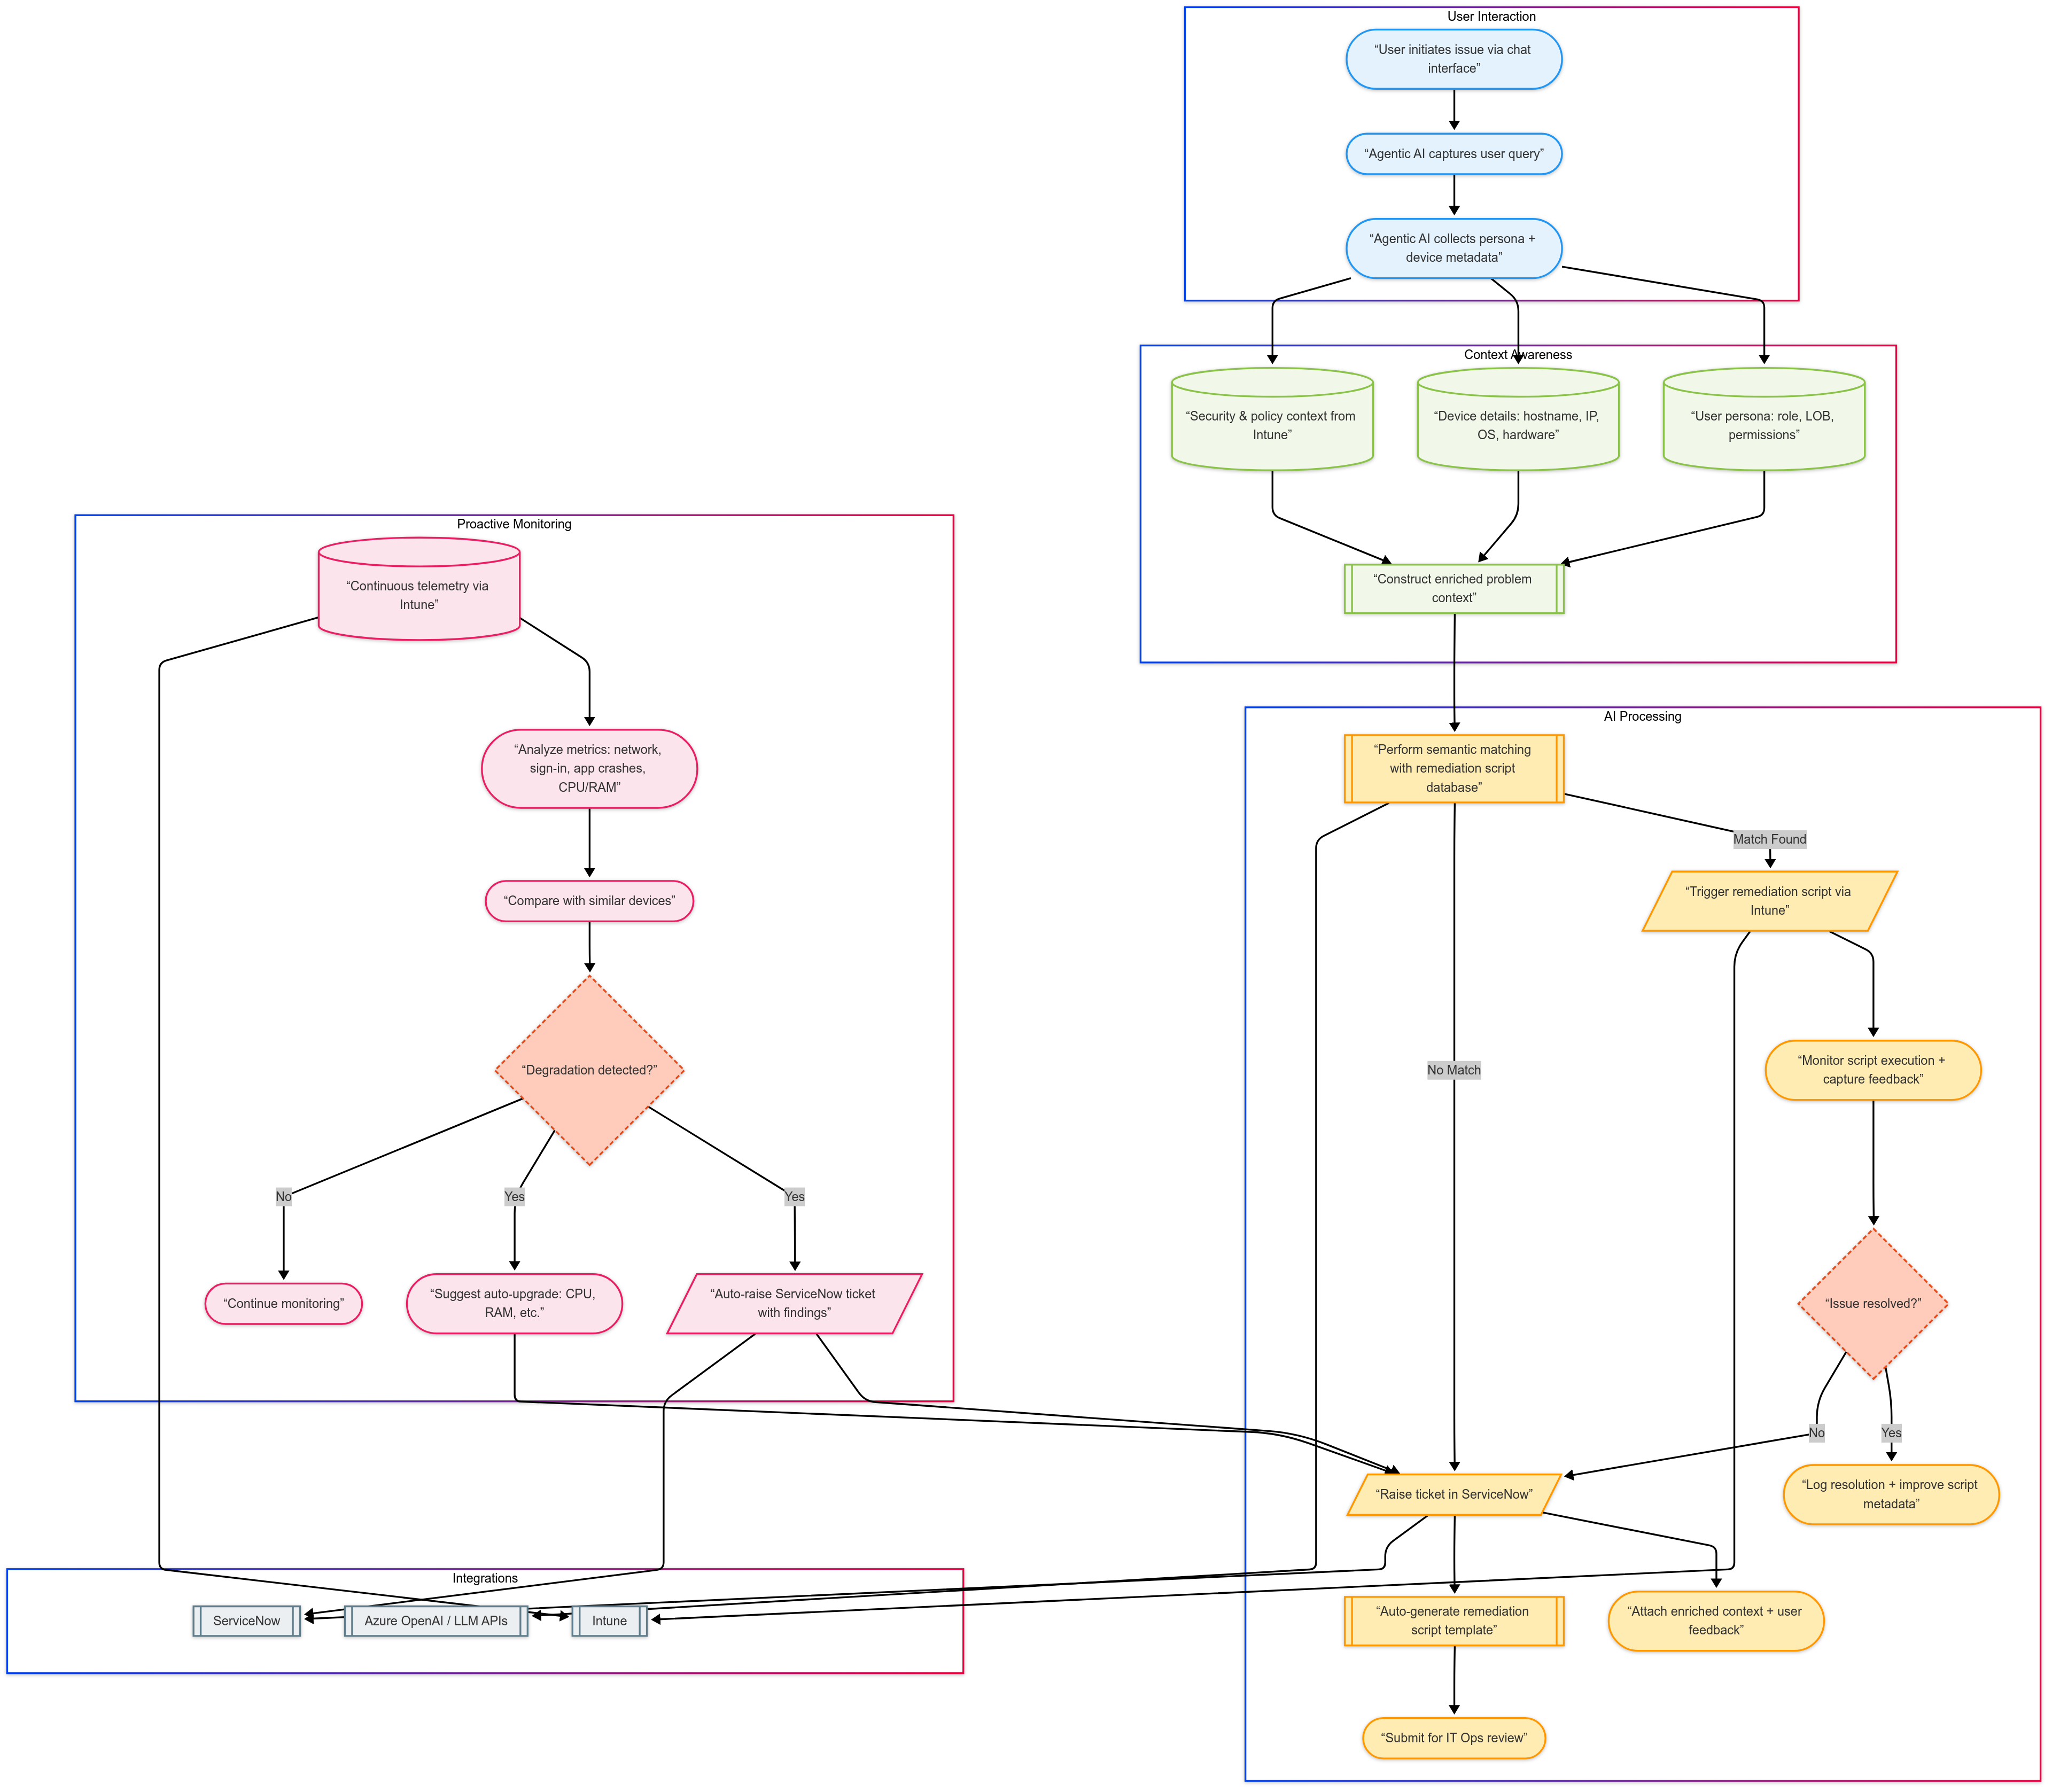 User Interaction
“User initiates issue via chat
interface”
“Agentic AI captures user query”
“Agentic AI collects persona +
device metadata”
Context Awareness
“Security & policy context from
Intune”
“Device details: hostname, IP,
OS, hardware”
“User persona: role, LOB,
permissions”
“Construct enriched problem
context”
Proactive Monitoring
“Continuous telemetry via
Intune”
“Analyze metrics: network,
sign-in, app crashes,
CPU/RAM”
“Compare with similar devices”
“Degradation detected?”
No
Yes
Yes
“Continue monitoring”
“Suggest auto-upgrade: CPU,
RAM, etc.”
“Auto-raise ServiceNow ticket
with findings”
AI Processing
“Perform semantic matching
with remediation script
database”
Match Found
“Trigger remediation script via
Intune”
No Match
“Monitor script execution +
capture feedback”
“Issue resolved?”
No
Yes
“Raise ticket in ServiceNow”
“Log resolution + improve script
metadata”
“Auto-generate remediation
script template”
“Attach enriched context + user
feedback”
“Submit for IT Ops review”
Integrations
ServiceNow
Azure OpenAI / LLM APIs
Intune